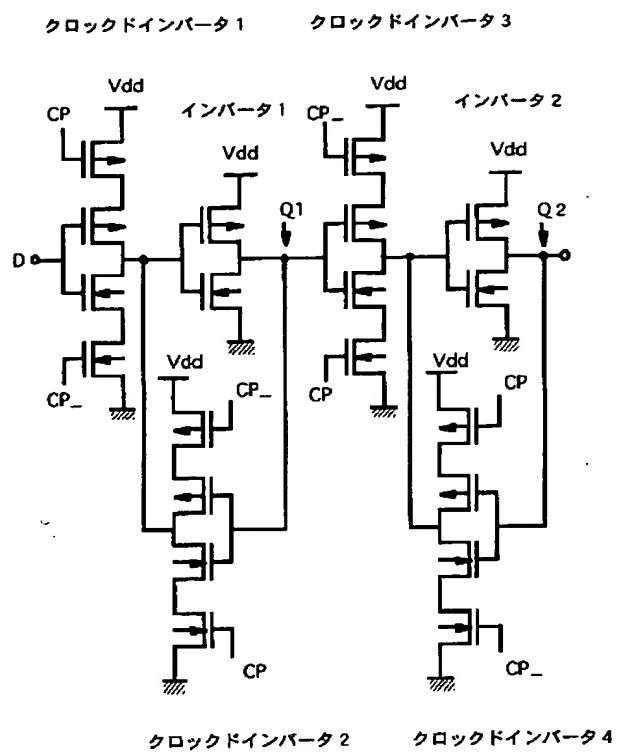 クロックドインバータ1
クロックドインバータ3
Vdd
CP
インバータ1
Vdd
CP_
インバータ2
Vdd
Vdd
Q1
Q2
D
CP_
CP
Vdd
CP_
Vdd
CP
CP
CP_
クロックドインバータ2
クロックドインバータ4